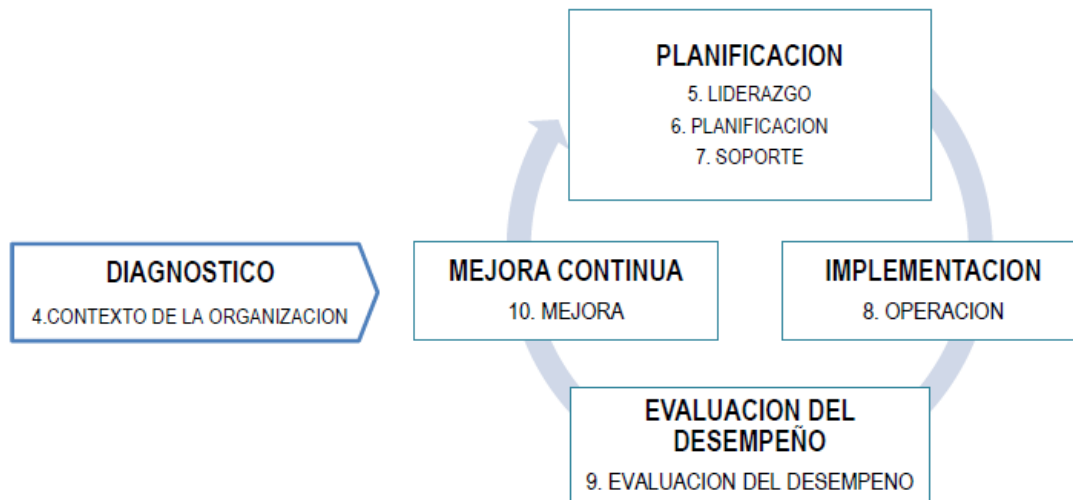 PLANIFICACION
5. LIDERAZGO
6. PLANIFICACION
7. SOPORTE
DIAGNOSTICO
4.CONTEXTO DE LA ORGANIZACION
MEJORA CONTINUA
10. MEJORA
IMPLEMENTACION
8. OPERACION
EVALUACION DEL
DESEMPEÑO
9. EVALUACION DEL DESEMPENO